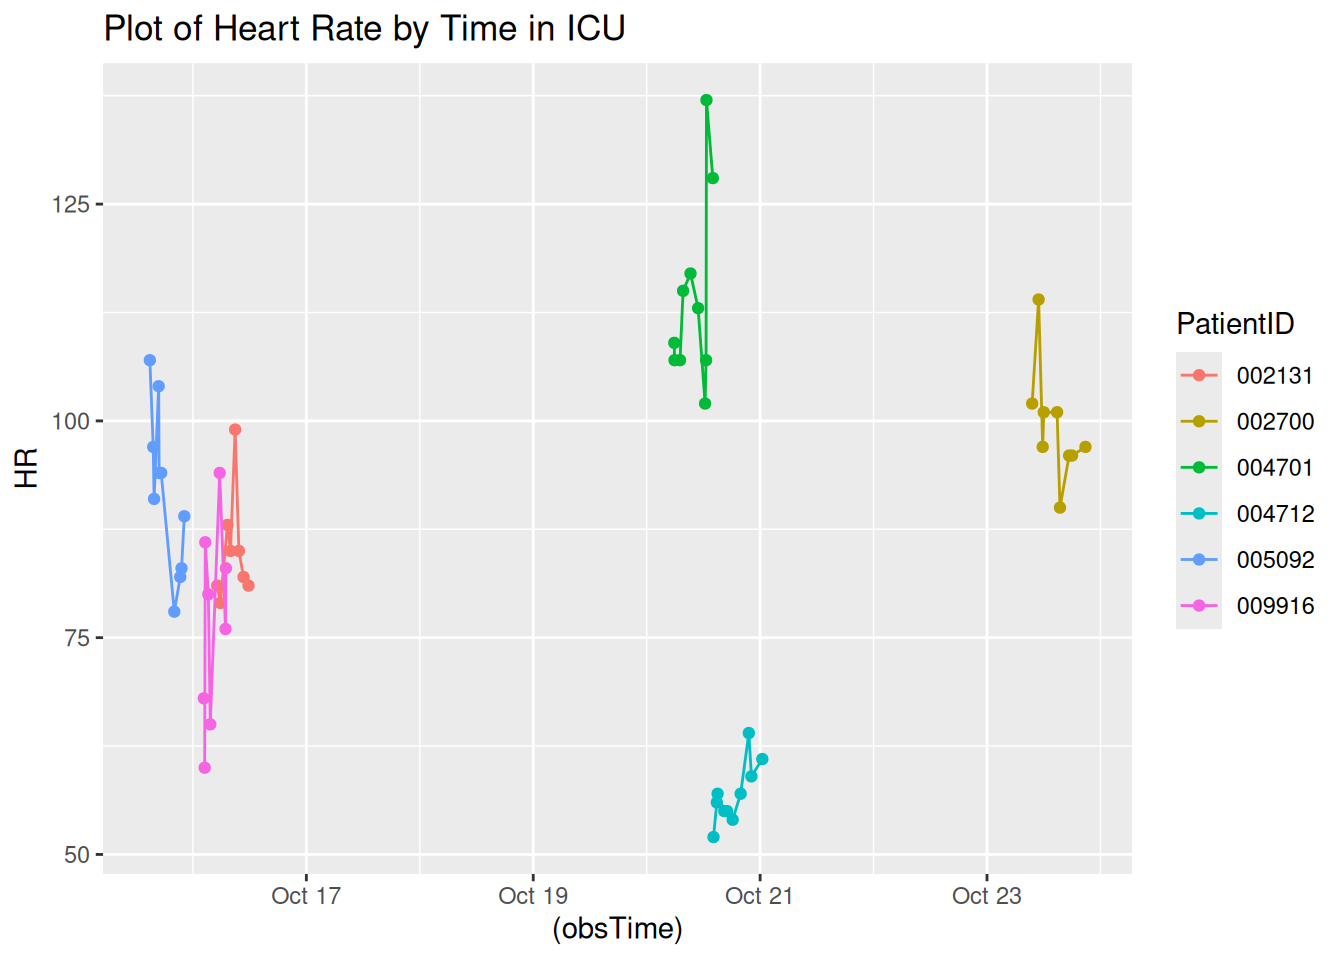 Plot of Heart Rate by Time in ICU
125
100
75
50
HR
Oct 17
Oct 19
Oct 21
Oct 23
(obsTime)
PatientID
002131
002700
004701
004712
005092
009916